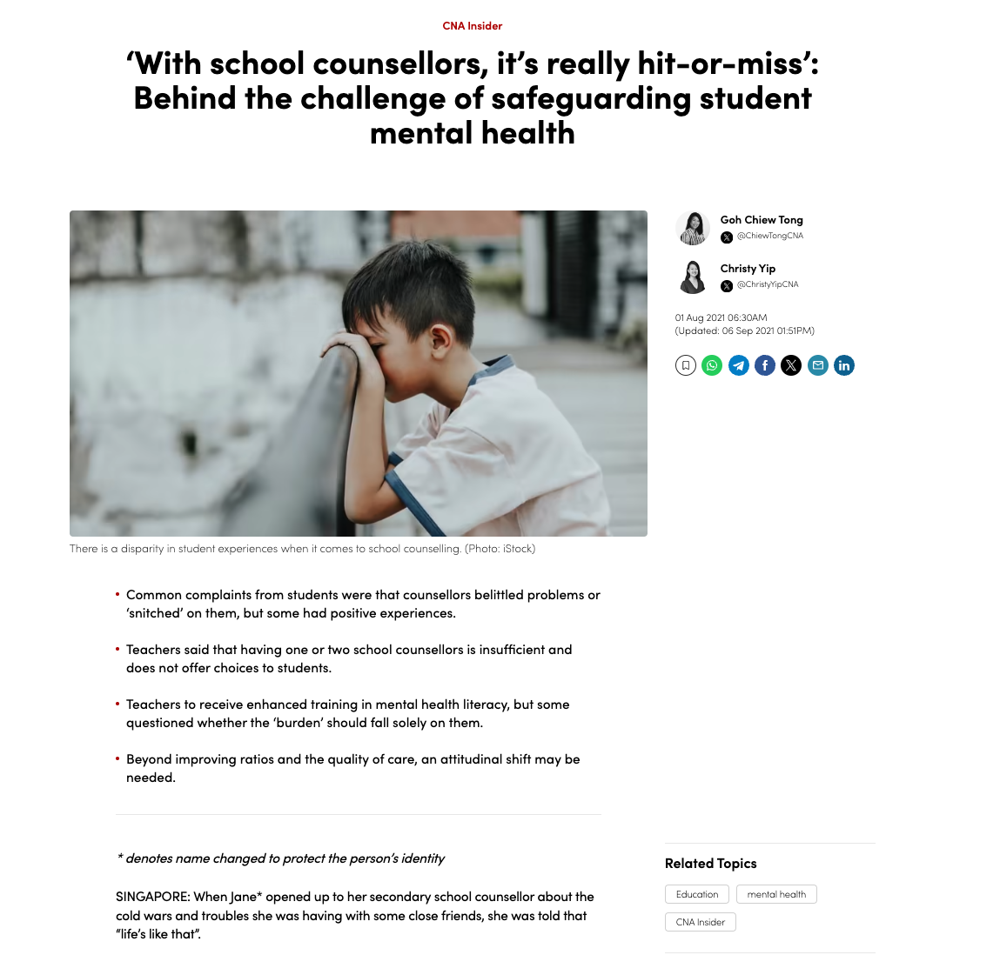 CNA Insider
‘With school counsellors, it’s really hit-or-miss’:
Behind the challenge of safeguarding student
mental health
Goh Chiew Tong
@ChiewTongCNA
Christy Yip
@ChristyYipCNA
01 Aug 2021 06:30AM
(Updated: 06 Sep 2021 01:51PM)
There is a disparity in student experiences when it comes to school counselling. (Photo: iStock)
• Common complaints from students were that counsellors belittled problems or
‘snitched’ on them, but some had positive experiences.
• Teachers said that having one or two school counsellors is insufficient and
does not offer choices to students.
• Teachers to receive enhanced training in mental health literacy, but some
questioned whether the ‘burden’ should fall solely on them.
• Beyond improving ratios and the quality of care, an attitudinal shift may be
needed.
* denotes name changed to protect the person’s identity
SINGAPORE: When Jane* opened up to her secondary school counsellor about the
cold wars and troubles she was having with some close friends, she was told that
“life’s like that”.
Related Topics
Education
mental health
CNA Insider